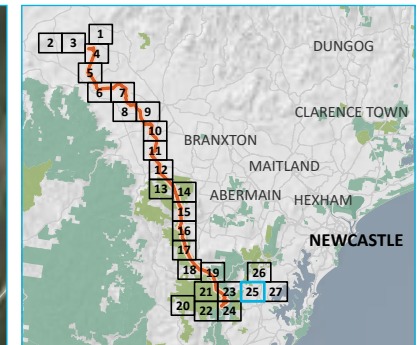 1
2 3
4
5
6 7
8 9
10
11
12
13 14
15
16
17
18 19
26
21 23 25 27
20
22 24
DUNGOG
CLARENCE TOWN
BRANXTON
MAITLAND
ABERMAIN HEXHAM
NEWCASTLE